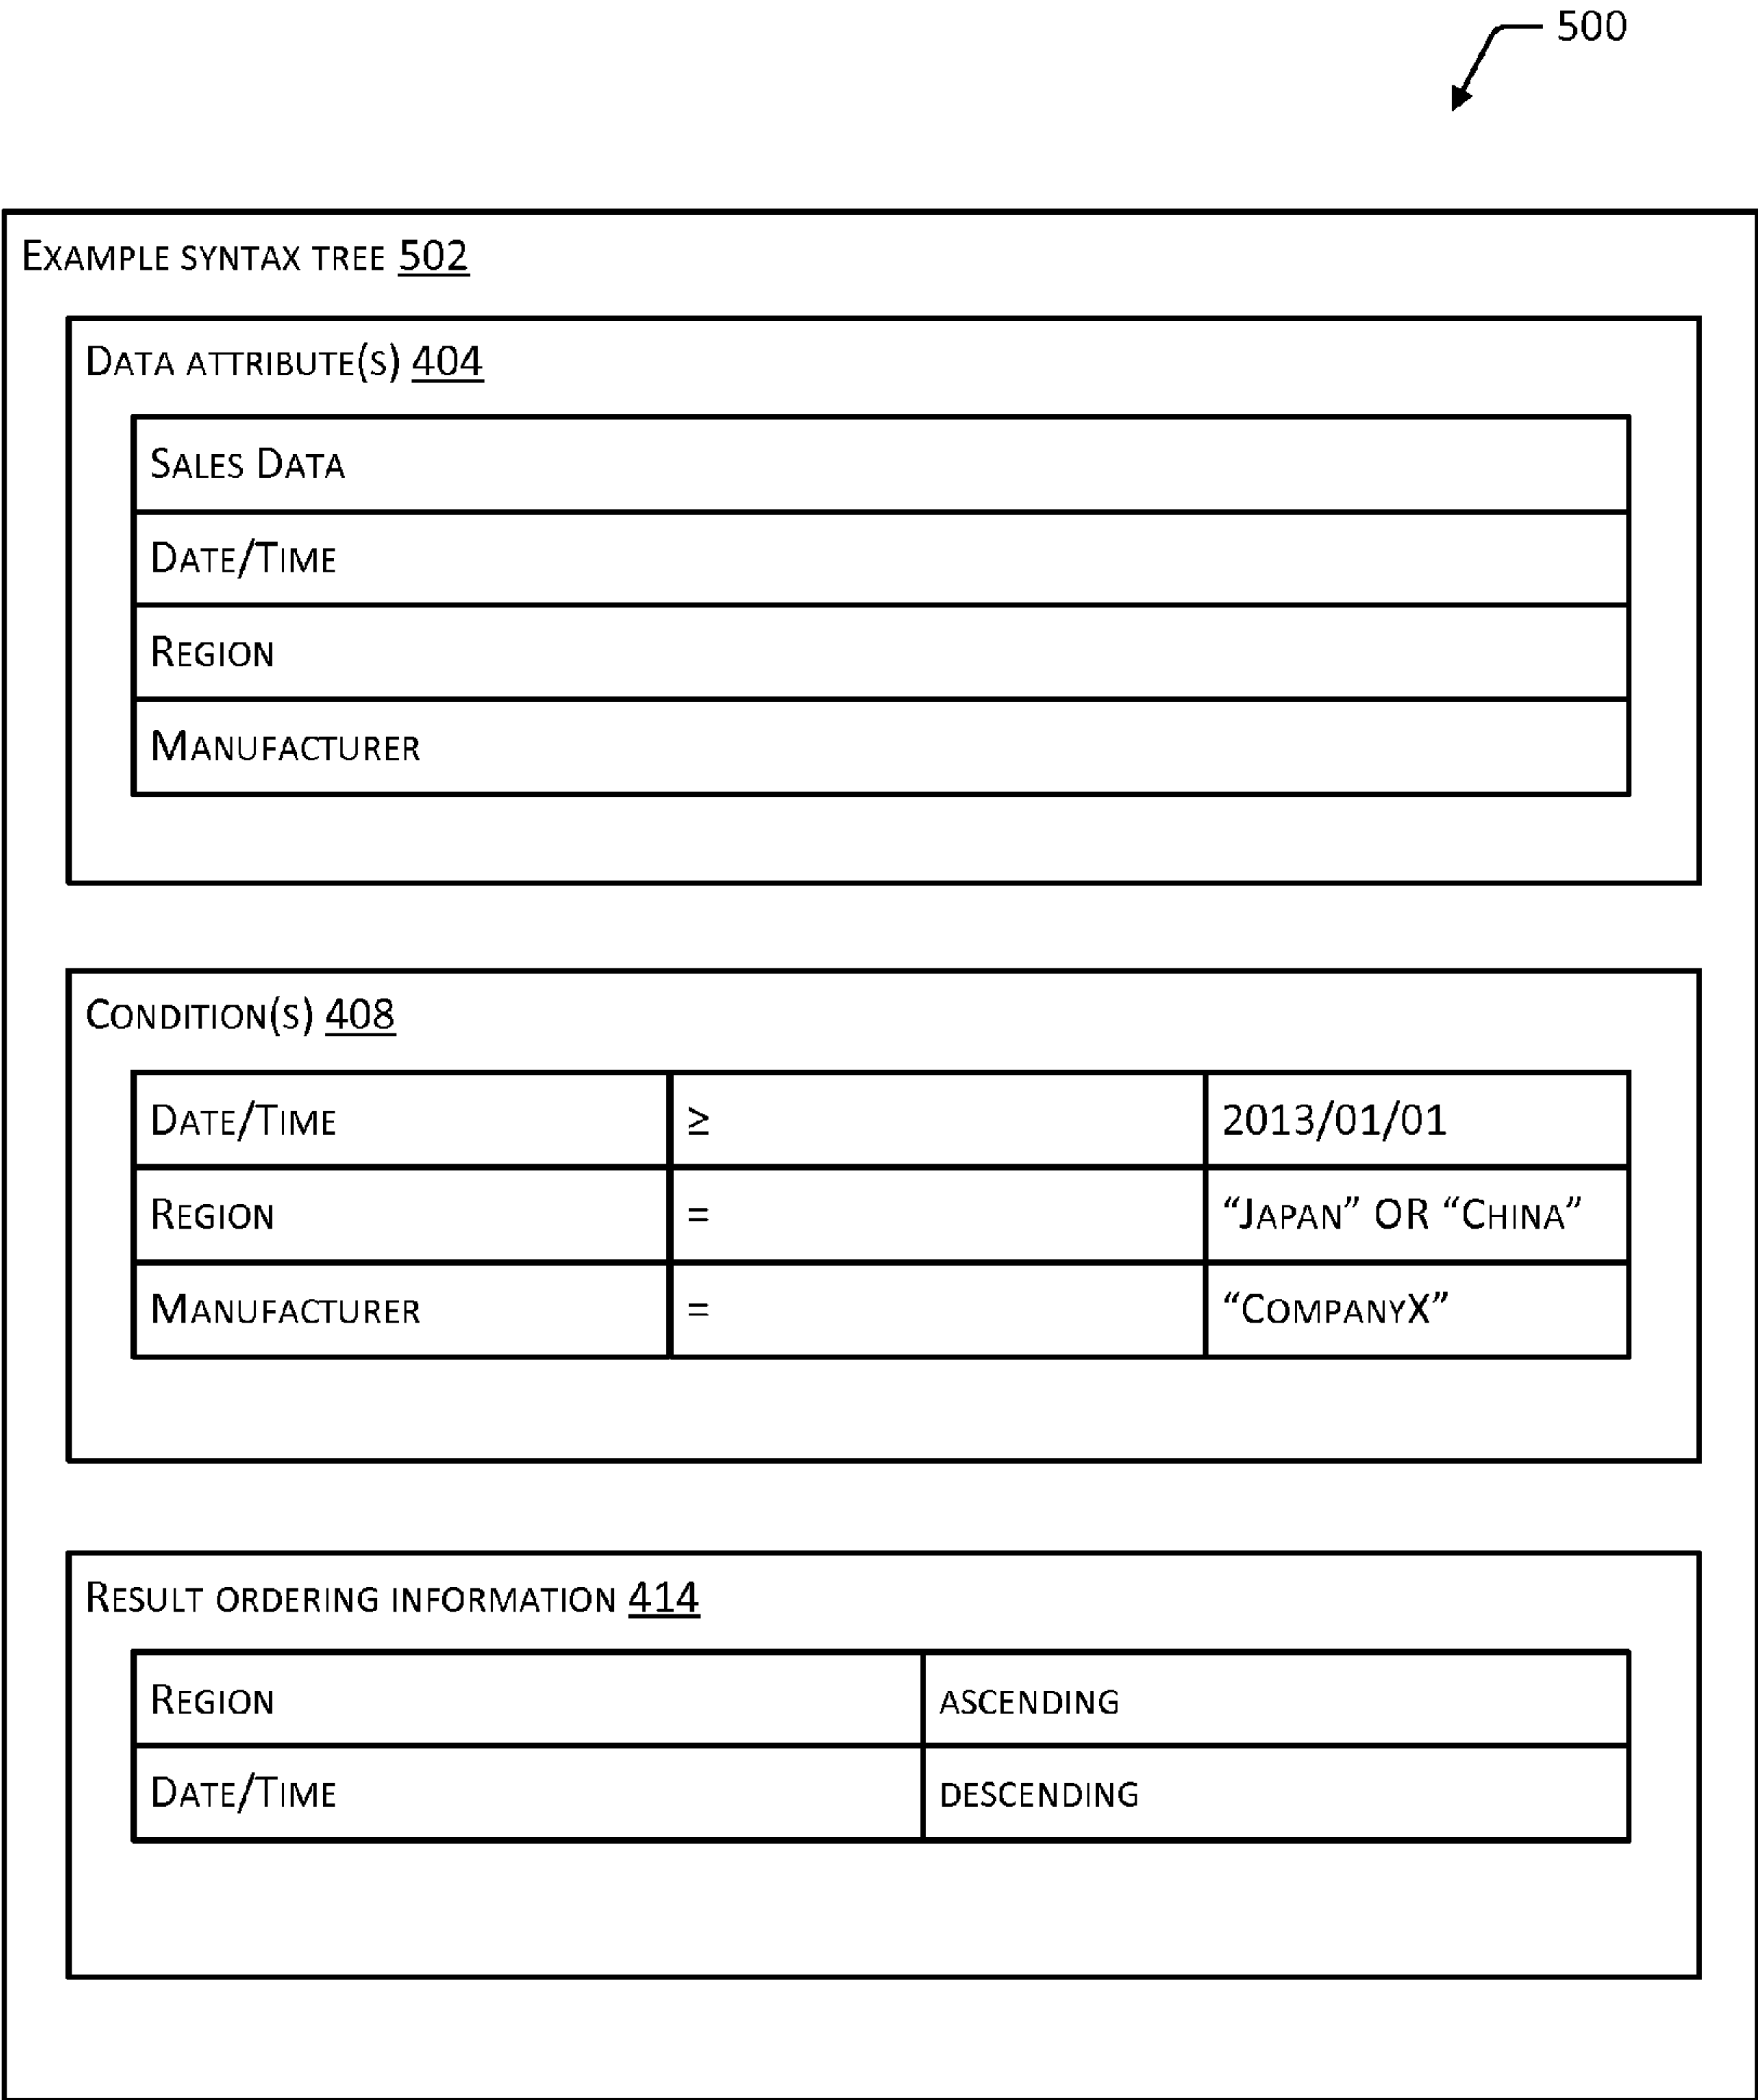 500
EXAMPLE SYNTAX TREE 502
DATA ATTRIBUTE(S) 404
SALES DATA
DATE/TIME
REGION
MANUFACTURER
CONDITION(S) 408
DATE/TIME ≥ 2013/01/01
REGION = “JAPAN” OR “CHINA”
MANUFACTURER = “COMPANYX”
RESULT ORDERING INFORMATION 414
REGION ASCENDING
DATE/TIME DESCENDING